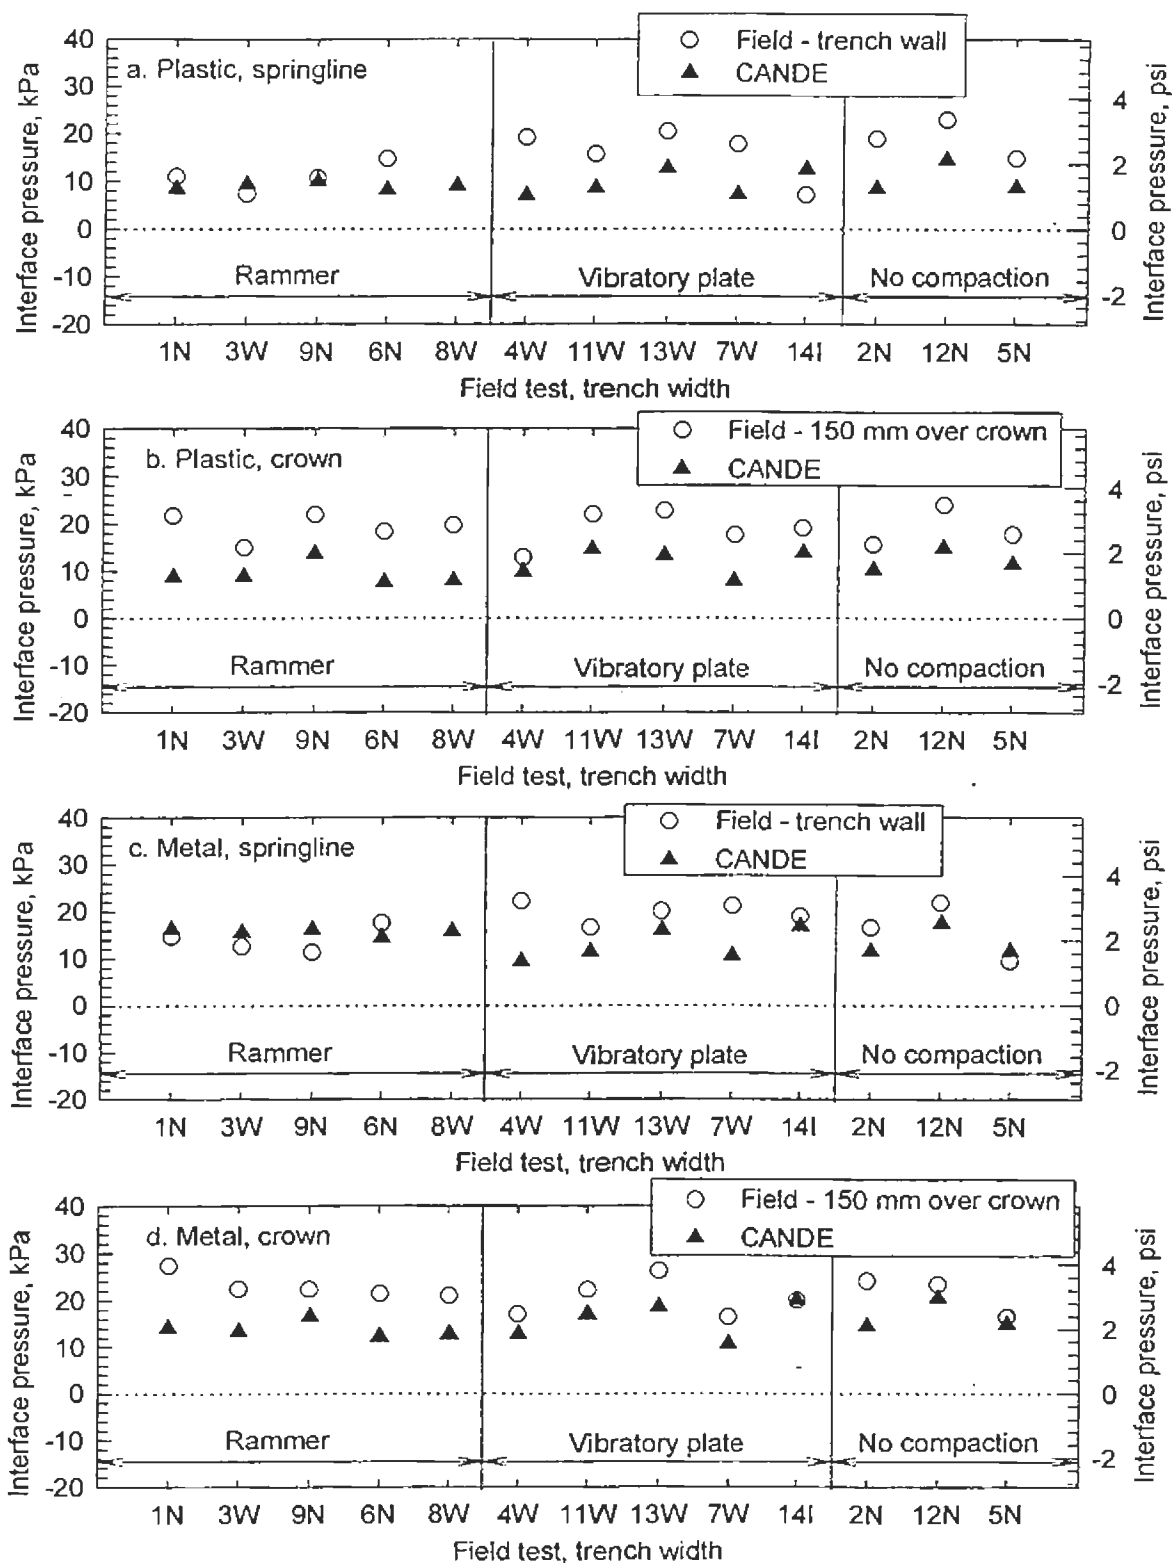 Field - trench wall
CANDE
a. Plastic, springline
Interface pressure, kPa
40
30
20
10
0
-10
-20
4
2
0
-2
Interface pressure, psi
Rammer
Vibratory plate
No compaction
1N 3W 9N 6N 8W 4W 11W 13W 7W 14I 2N 12N 5N
Field test, trench width
Field - 150 mm over crown
CANDE
b. Plastic, crown
Interface pressure, kPa
40
30
20
10
0
-10
-20
4
2
0
-2
Interface pressure, psi
Rammer
Vibratory plate
No compaction
1N 3W 9N 6N 8W 4W 11W 13W 7W 14I 2N 12N 5N
Field test, trench width
Field - trench wall
CANDE
c. Metal, springline
Interface pressure, kPa
40
30
20
10
0
-10
-20
4
2
0
-2
Interface pressure, psi
Rammer
Vibratory plate
No compaction
1N 3W 9N 6N 8W 4W 11W 13W 7W 14I 2N 12N 5N
Field test, trench width
Field - 150 mm over crown
CANDE
d. Metal, crown
Interface pressure, kPa
40
30
20
10
0
-10
-20
4
2
0
-2
Interface pressure, psi
Rammer
Vibratory plate
No compaction
1N 3W 9N 6N 8W 4W 11W 13W 7W 14I 2N 12N 5N
Field test, trench width